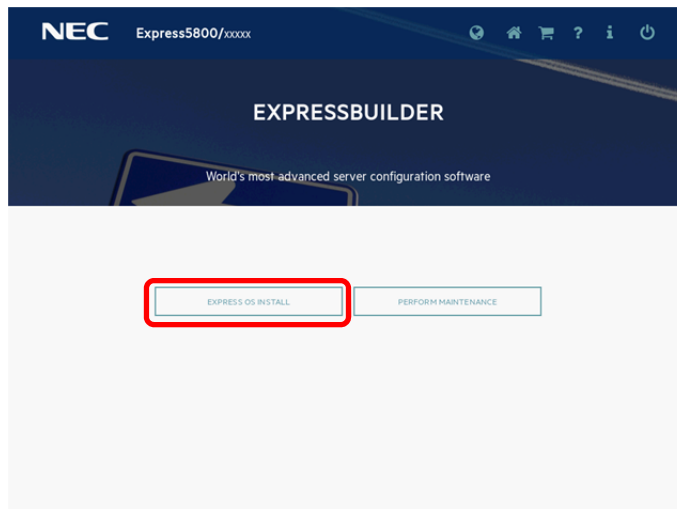 NEC Express5800/xxxxx ? i
EXPRESSBUILDER
World's most advanced server configuration software
EXPRESS OS INSTALL PERFORM MAINTENANCE